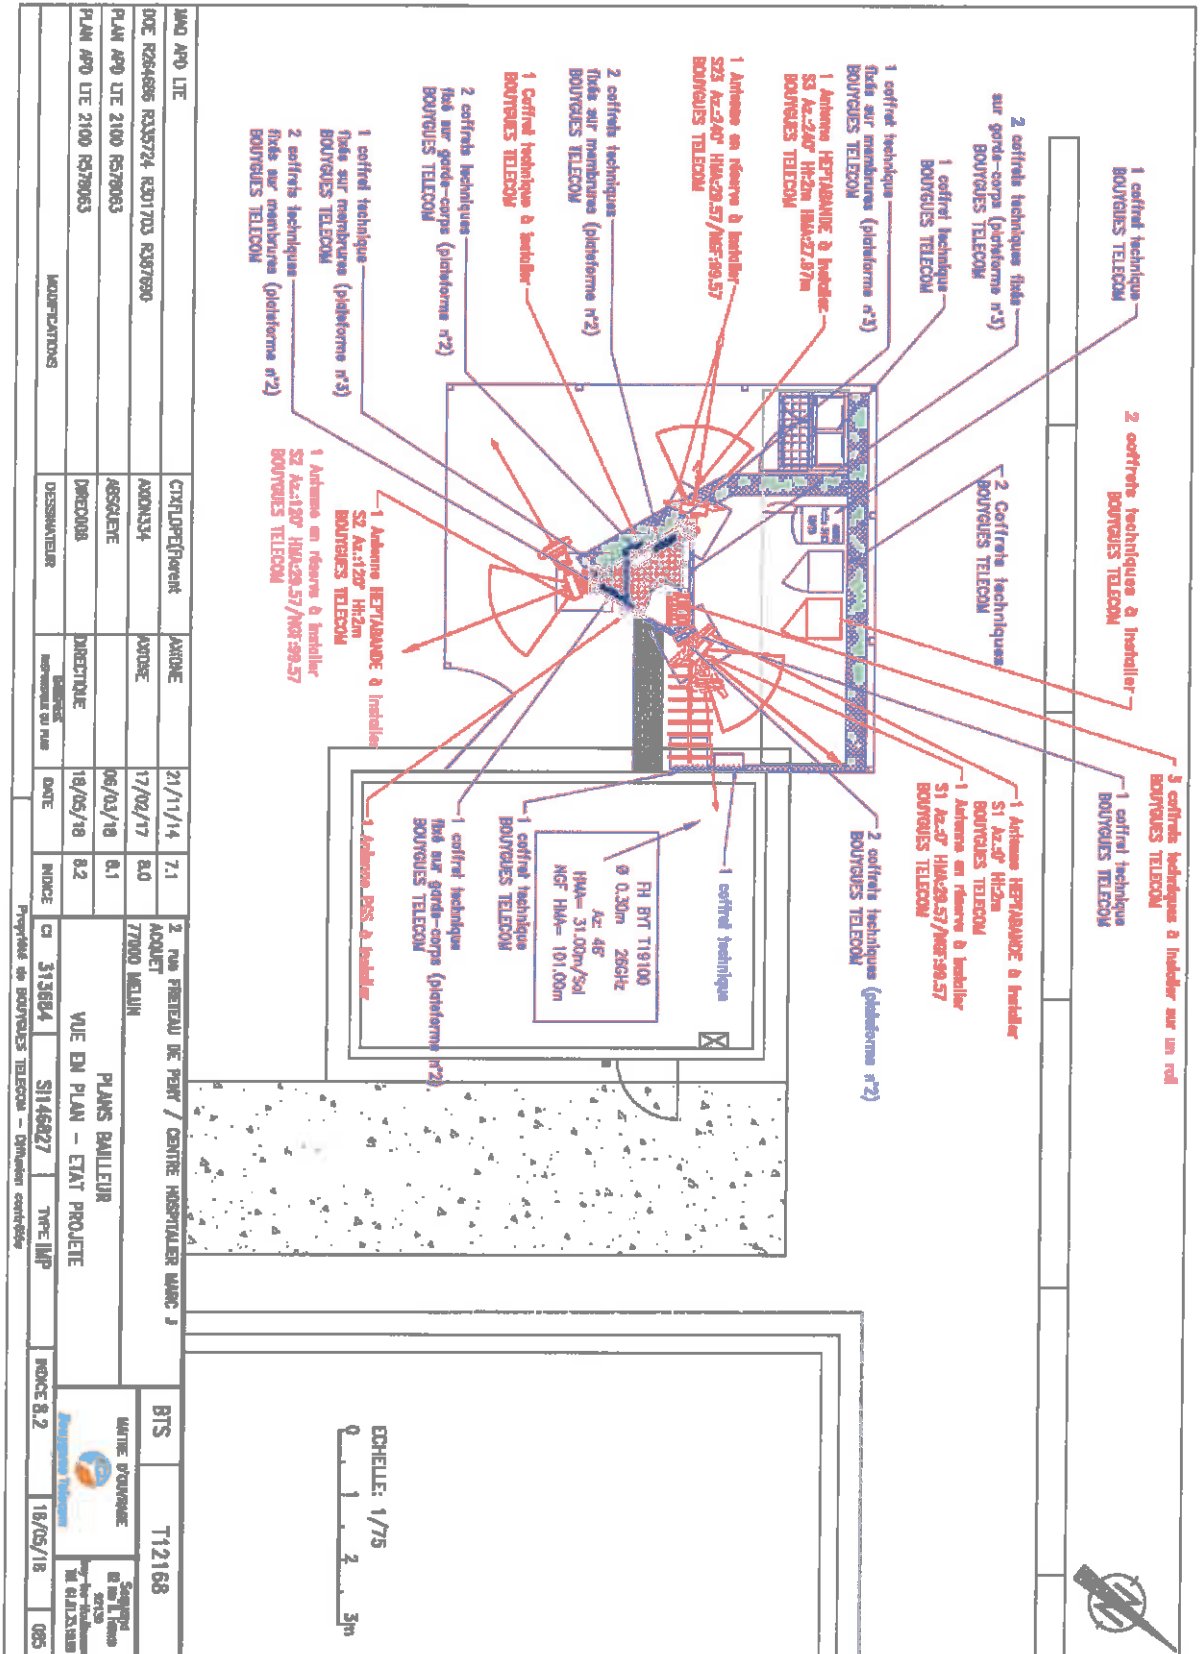 1 coffret technique
BOUYGUES TELECOM
2 coffrets techniques fixés
sur garde-corps (plateforme n°3)
BOUYGUES TELECOM
1 coffret technique
BOUYGUES TELECOM
1 coffret technique
fixés sur membrures (plateforme n°3)
BOUYGUES TELECOM
1 Antenne HEPTABANDE à installer
S3 Az.:240° Ht:2m HMA:27.87m
BOUYGUES TELECOM
1 Antenne en réserve à installer
S23 Az.:240° HMA:29.57/NGF:99.57
BOUYGUES TELECOM
2 coffrets techniques
fixés sur membrures (plateforme n°2)
BOUYGUES TELECOM
1 Coffret technique à installer
BOUYGUES TELECOM
2 coffrets techniques
fixé sur garde-corps (plateforme n°2)
BOUYGUES TELECOM
1 coffret technique
fixés sur membrures (plateforme n°3)
BOUYGUES TELECOM
2 coffrets techniques
fixés sur membrures (plateforme n°2)
BOUYGUES TELECOM
2 coffrets techniques à installer
BOUYGUES TELECOM
2 Coffrets techniques
BOUYGUES TELECOM
3 coffrets techniques à installer sur un rail
BOUYGUES TELECOM
1 coffret technique
BOUYGUES TELECOM
1 Antenne HEPTABANDE à installer
S1 Az.:0° Ht:2m
BOUYGUES TELECOM
1 Antenne en réserve à installer
S1 Az.:0° HMA:29.57/NGF:99.57
BOUYGUES TELECOM
2 coffrets techniques (plateforme n°2)
BOUYGUES TELECOM
1 coffret technique
FH BYT T19100
Ø 0.30m 26GHz
Az: 46°
HMA= 31.00m/Sol
NGF HMA= 101.00m
1 coffret technique
BOUYGUES TELECOM
1 coffret technique
fixé sur garde-corps (plateforme n°2)
BOUYGUES TELECOM
1 Antenne HEPTABANDE à installer
S2 Az.:120° Ht:2m
BOUYGUES TELECOM
1 Antenne en réserve à installer
S2 Az.:120° HMA:29.57/NGF:99.57
BOUYGUES TELECOM
ECHELLE: 1/75
0 1 2 3m
MAQ APD LTE CTXFLOPE(Florent AXIONE 21/11/14 7.1
DOE R264686 R335724 R301703 R387690 AXION334 AXIONE 17/02/17 8.0
PLAN APD LTE 2100 R579063 ABSGUEYE 06/03/18 8.1
PLAN APD LTE 2100 R579063 DIREC008 DIRECTIQUE 18/05/18 8.2
MODIFICATIONS DESSINATEUR DATE INDICE
2 rue FRETEAU DE PENY / CENTRE HOSPITALIER MARC J
ACQUET
77000 MELUN
PLANS BAILLEUR
VUE EN PLAN - ETAT PROJETE
CI 313684 SI146827 TYPE IMP INDICE 8.2 18/05/18 085
BTS T12168
MAITRE D'OUVRAGE
Bouygues Telecom
Propriété de BOUYGUES TELECOM - Diffusion contrôlée